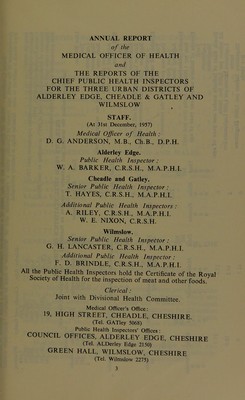 ANNUAL REPORT
of the
MEDICAL OFFICER OF HEALTH
and
THE REPORTS OF THE
CHIEF PUBLIC HEALTH INSPECTORS
FOR THE THREE URBAN DISTRICTS OF
ALDERLEY EDGE, CHEADLE & GATLEY AND
WILMSLOW
STAFF.
(At 31st December, 1957)
Medical Officer of Health :
D. G. ANDERSON, M.B., Ch.B., D.P.H.
Alderley Edge.
Public Health Inspector :
W. A. BARKER, C.R.S.H., M.A.P.H.I.
Cheadle and Gatley.
Senior Public Health Inspector :
T. HAYES, C.R.S.H., M.A.P.H.I.
Additional Public Health Inspectors :
A. RILEY, C.R.S.H., M.A.P.H.I.
W. E. NIXON, C.R.S.H.
Wilmslow.
Senior Public Health Inspector :
G. H. LANCASTER, C.R.S.H., M.A.P.H.I.
Additional Public Health Inspector :
F. D. BRINDLE, C.R.S.H., M.A.P.H.I.
All the Public Health Inspectors hold the Certificate of the Royal
Society of Health for the inspection of meat and other foods.
Clerical :
Joint with Divisional Health Committee.
Medical Officer's Office :
19, HIGH STREET, CHEADLE, CHESHIRE.
(Tel. GATley 5068)
Public Health Inspectors' Offices :
COUNCIL OFFICES, ALDERLEY EDGE, CHESHIRE
(Tel. ALDerley Edge 2150)
GREEN HALL, WILMSLOW, CHESHIRE
(Tel. Wilmslow 2275)
3